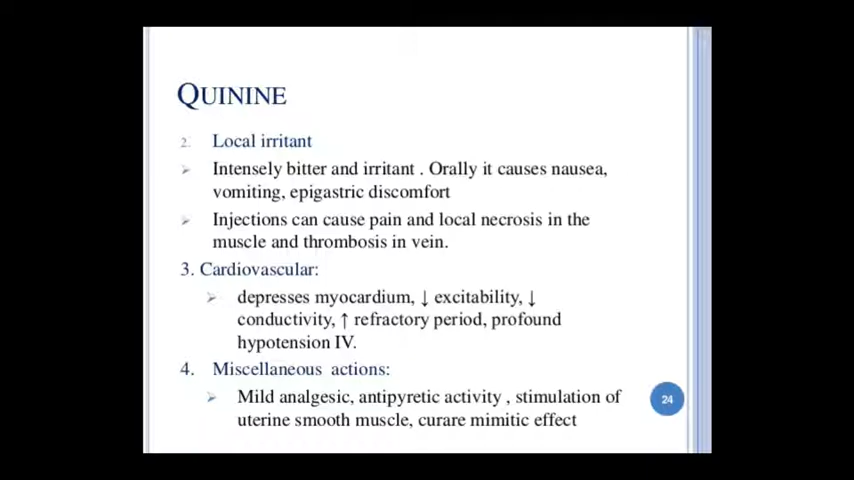 QUININE
2. Local irritant
➢ Intensely bitter and irritant . Orally it causes nausea,
vomiting, epigastric discomfort
➢ Injections can cause pain and local necrosis in the
muscle and thrombosis in vein.
3. Cardiovascular:
➢ depresses myocardium, ↓ excitability, ↓
conductivity, ↑ refractory period, profound
hypotension IV.
4. Miscellaneous actions:
➢ Mild analgesic, antipyretic activity , stimulation of
uterine smooth muscle, curare mimitic effect
24